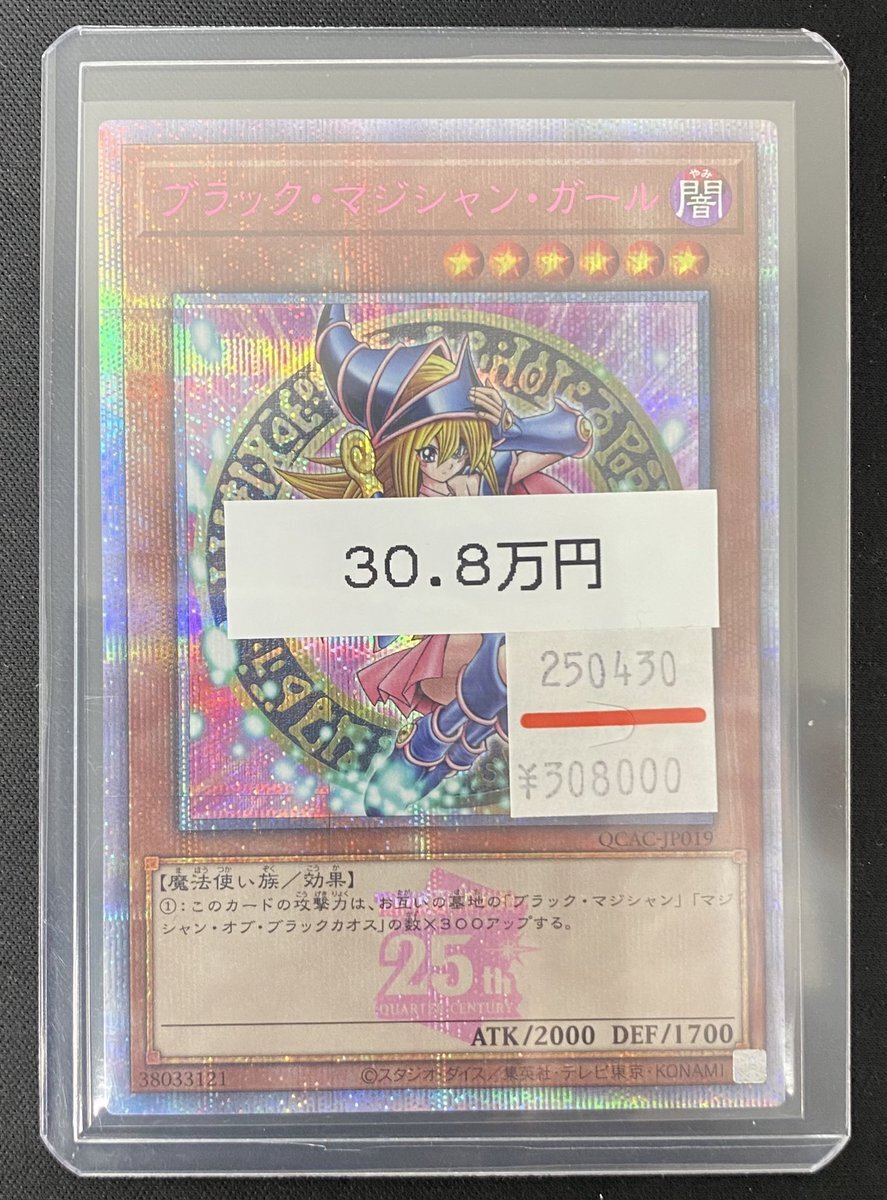 ブラック・マジシャン・ガール
やみ
闇
30.8万円
250430
¥308000
QCAC-JP019
【魔法使い族／効果】
①：このカードの攻撃力は、お互いの墓地の「ブラック・マジシャン」「マジ
シャン・オブ・ブラックカオス」の数×３００アップする。
25th
QUARTER CENTURY
ATK/2000 DEF/1700
38033121
©スタジオ・ダイス／集英社・テレビ東京・KONAMI